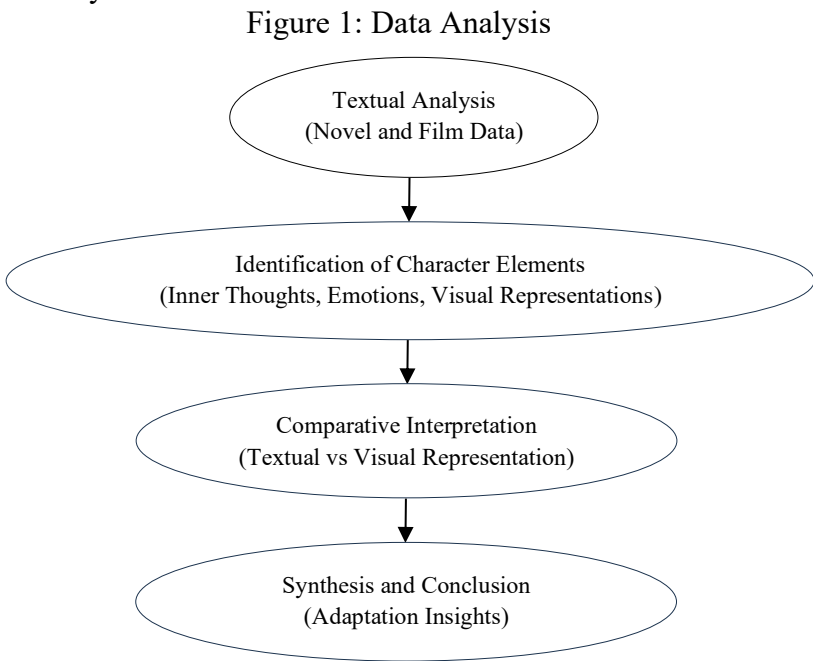 Figure 1: Data Analysis
Textual Analysis
(Novel and Film Data)
Identification of Character Elements
(Inner Thoughts, Emotions, Visual Representations)
Comparative Interpretation
(Textual vs Visual Representation)
Synthesis and Conclusion
(Adaptation Insights)